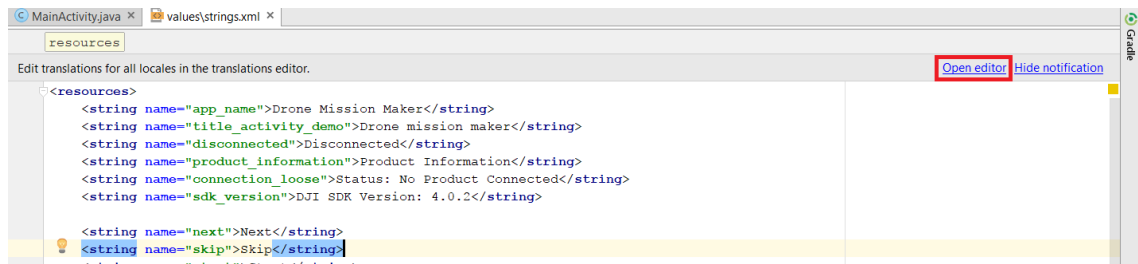 MainActivity.java × values\strings.xml ×
resources
Edit translations for all locales in the translations editor. Open editor Hide notification
Gradle
<resources>
<string name="app_name">Drone Mission Maker</string>
<string name="title_activity_demo">Drone mission maker</string>
<string name="disconnected">Disconnected</string>
<string name="product_information">Product Information</string>
<string name="connection_loose">Status: No Product Connected</string>
<string name="sdk_version">DJI SDK Version: 4.0.2</string>
<string name="next">Next</string>
<string name="skip">Skip</string>